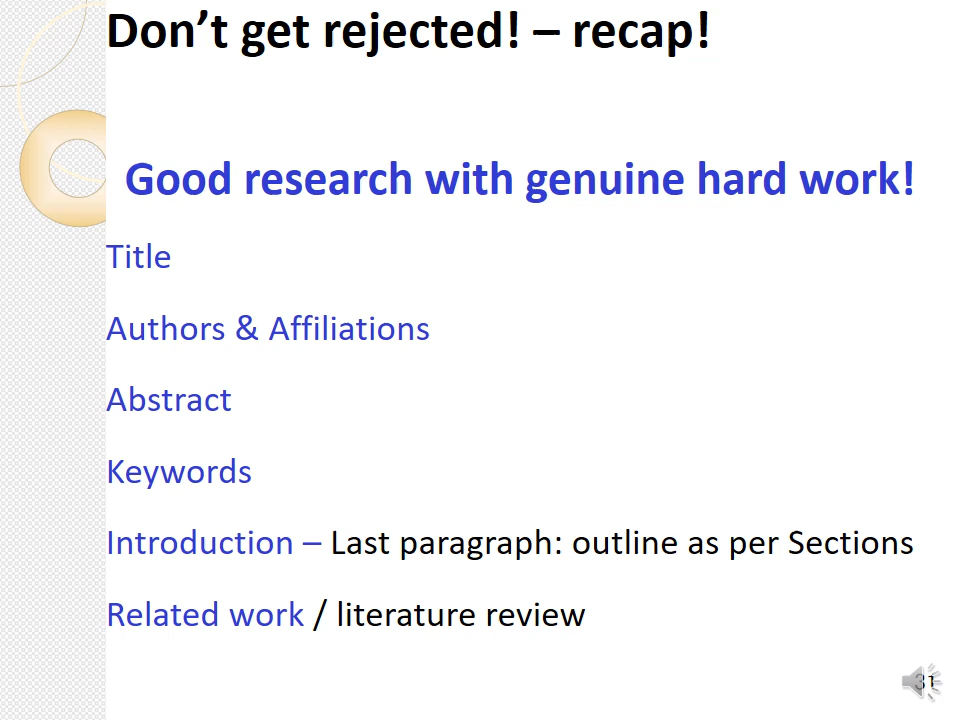 Don’t get rejected! – recap!
Good research with genuine hard work!
Title
Authors & Affiliations
Abstract
Keywords
Introduction – Last paragraph: outline as per Sections
Related work / literature review
31